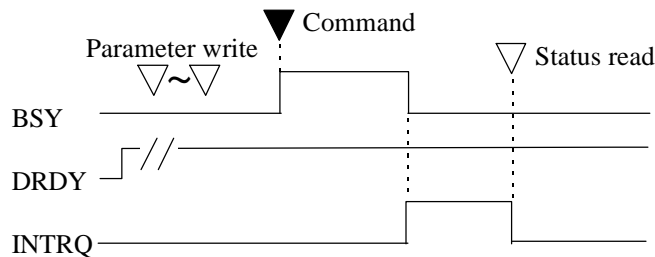 Command
Parameter write
~
Status read
BSY
DRDY
INTRQ